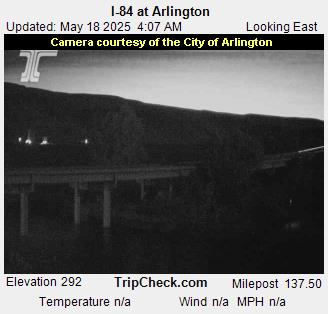 I-84 at Arlington
Updated: May 18 2025 4:07 AM Looking East
Camera courtesy of the City of Arlington
Elevation 292 TripCheck.com Milepost 137.50
Temperature n/a Wind n/a MPH n/a